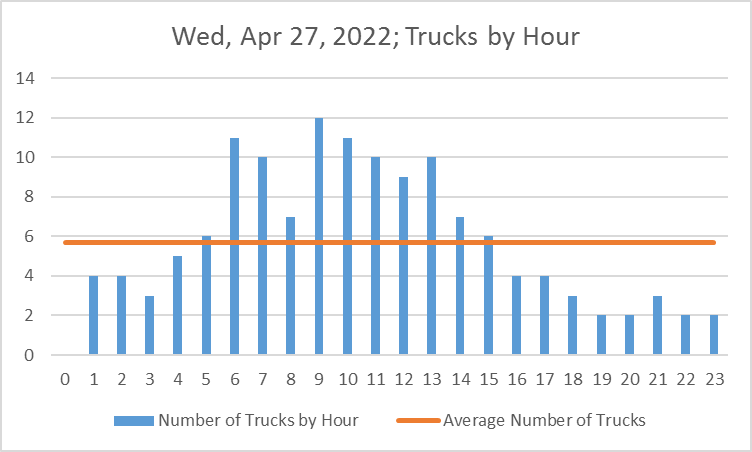 Wed, Apr 27, 2022; Trucks by Hour
14
12
10
8
6
4
2
0
0 1 2 3 4 5 6 7 8 9 10 11 12 13 14 15 16 17 18 19 20 21 22 23
Number of Trucks by Hour Average Number of Trucks